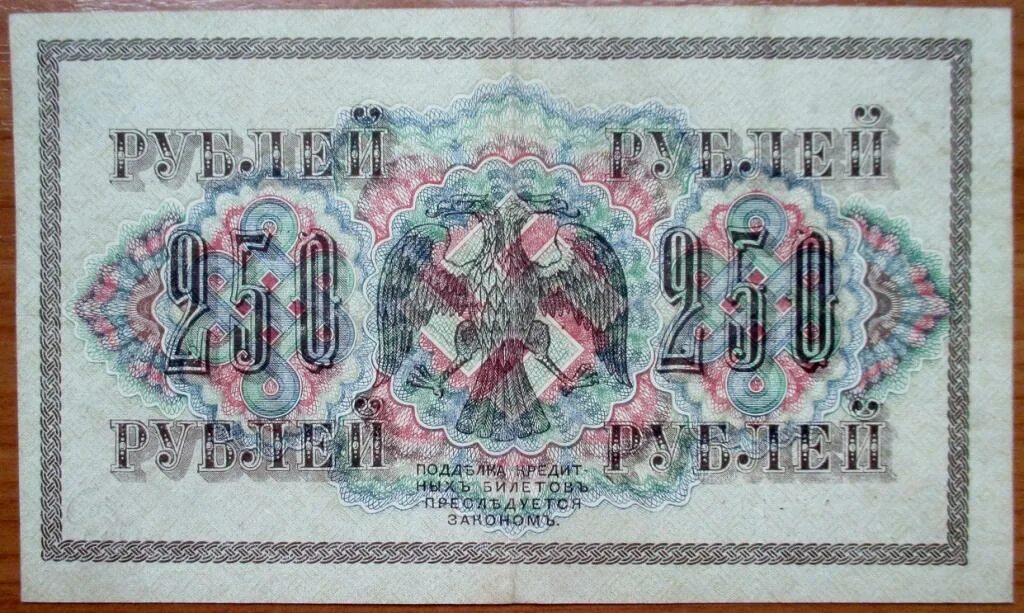 РУБЛЕЙ РУБЛЕЙ
250 250
РУБЛЕЙ РУБЛЕЙ
ПОДДѢЛКА КРЕДИТ
НЫХЪ БИЛЕТОВЪ
ПРЕСЛѢДУЕТСЯ
ЗАКОНОМЪ.